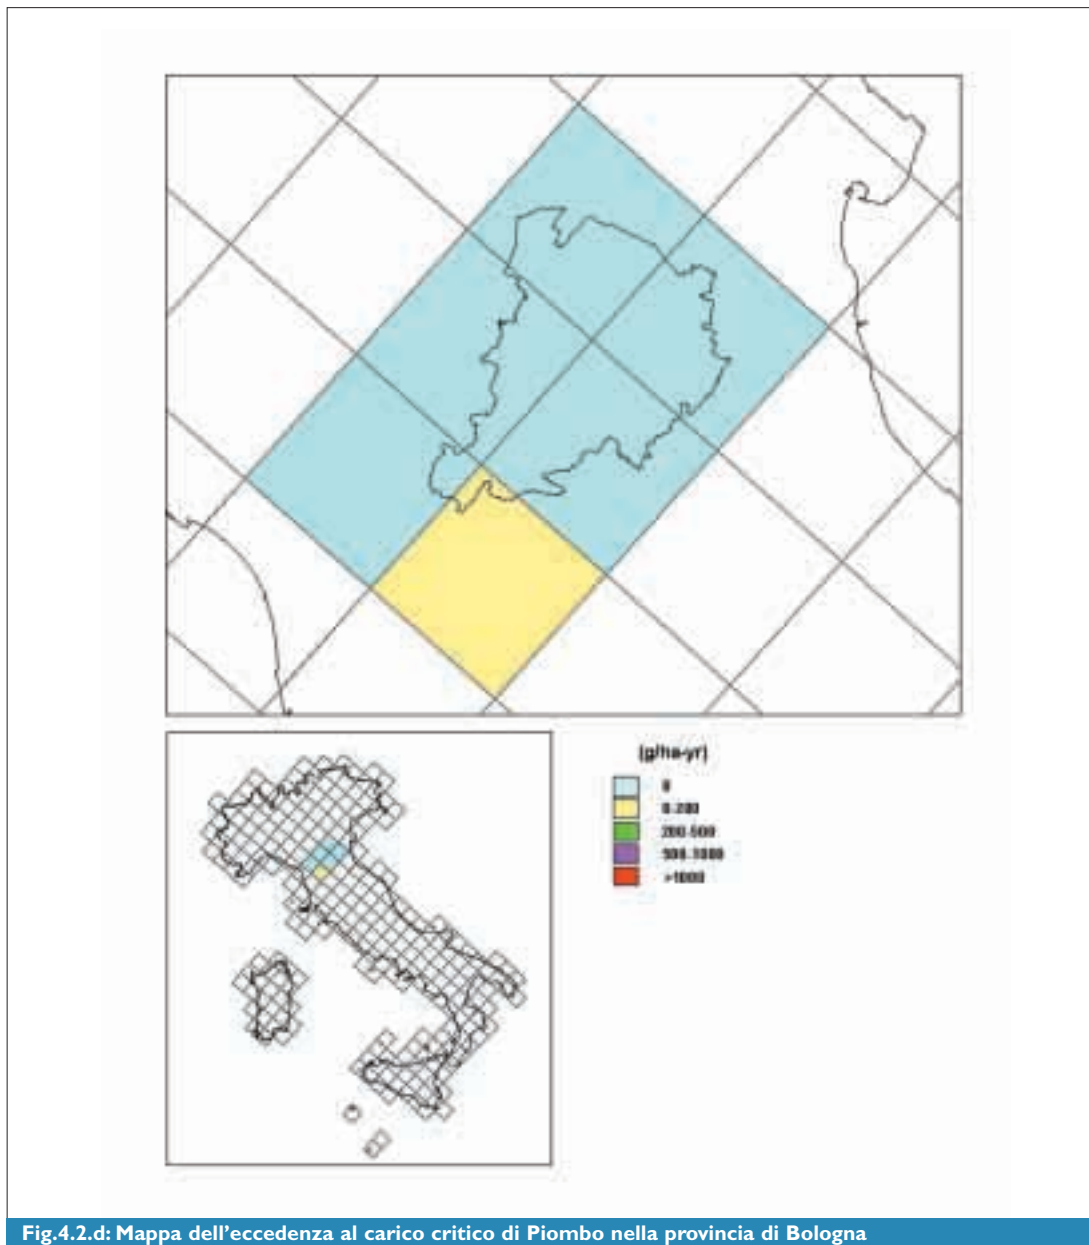 (g/ha-yr)
0
0-200
200-500
500-1000
>1000
Fig.4.2.d: Mappa dell'eccedenza al carico critico di Piombo nella provincia di Bologna